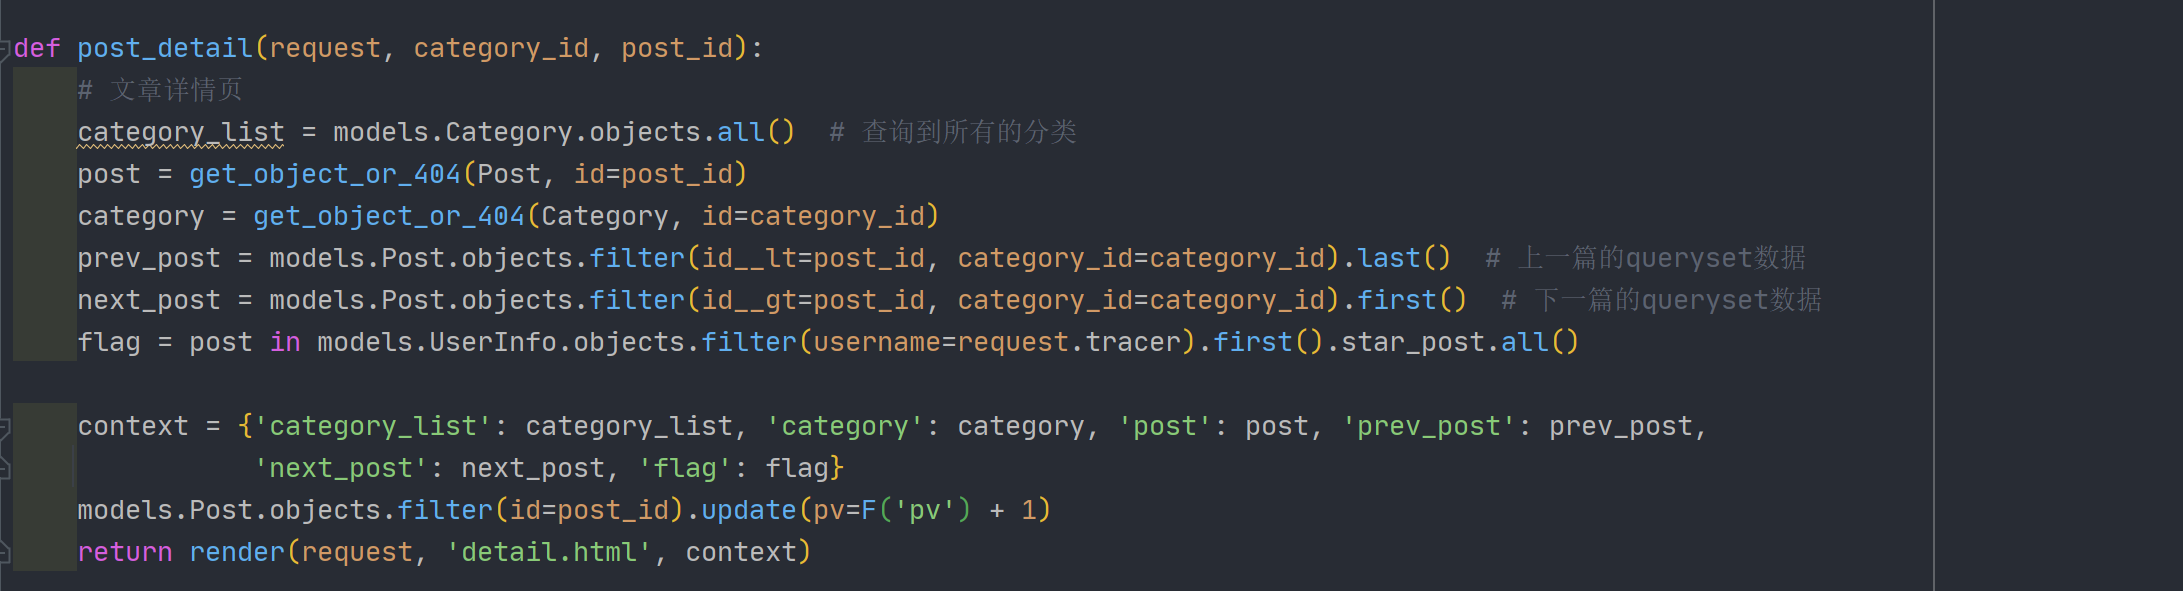 def post_detail(request, category_id, post_id):
    # 文章详情页
    category_list = models.Category.objects.all()  # 查询到所有的分类
    post = get_object_or_404(Post, id=post_id)
    category = get_object_or_404(Category, id=category_id)
    prev_post = models.Post.objects.filter(id__lt=post_id, category_id=category_id).last()  # 上一篇的queryset数据
    next_post = models.Post.objects.filter(id__gt=post_id, category_id=category_id).first()  # 下一篇的queryset数据
    flag = post in models.UserInfo.objects.filter(username=request.tracer).first().star_post.all()
    context = {'category_list': category_list, 'category': category, 'post': post, 'prev_post': prev_post,
               'next_post': next_post, 'flag': flag}
    models.Post.objects.filter(id=post_id).update(pv=F('pv') + 1)
    return render(request, 'detail.html', context)